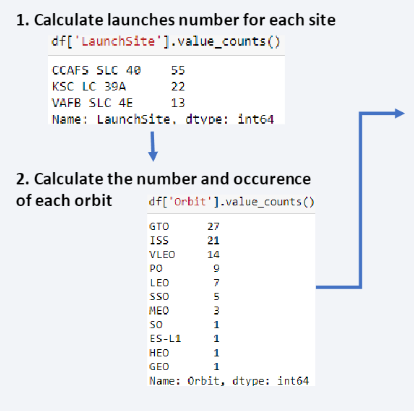 1. Calculate launches number for each site
df['LaunchSite'].value_counts()
CCAFS SLC 40    55
KSC LC 39A      22
VAFB SLC 4E     13
Name: LaunchSite, dtype: int64
2. Calculate the number and occurence
of each orbit
df['Orbit'].value_counts()
GTO      27
ISS      21
VLEO     14
PO        9
LEO       7
SSO       5
MEO       3
SO        1
ES-L1     1
HEO       1
GEO       1
Name: Orbit, dtype: int64